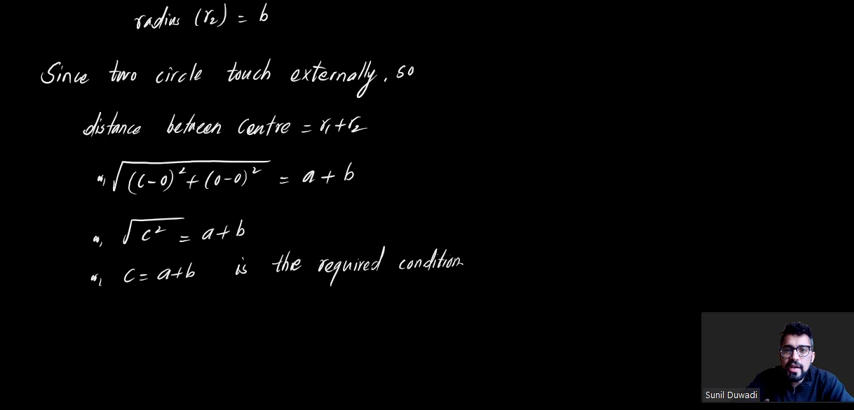 radius (r₂) = b
Since two circle touch externally, so
distance between centre = r₁+r₂
or, √((c-0)²+(0-0)²) = a+b
or, √c² = a+b
or, c = a+b is the required condition
Sunil Duwadi